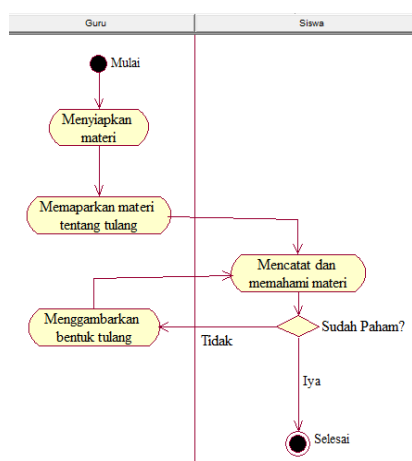 Guru
Siswa
Mulai
Menyiapkan
materi
Memaparkan materi
tentang tulang
Mencatat dan
memahami materi
Menggambarkan
bentuk tulang
Tidak
Sudah Paham?
Iya
Selesai